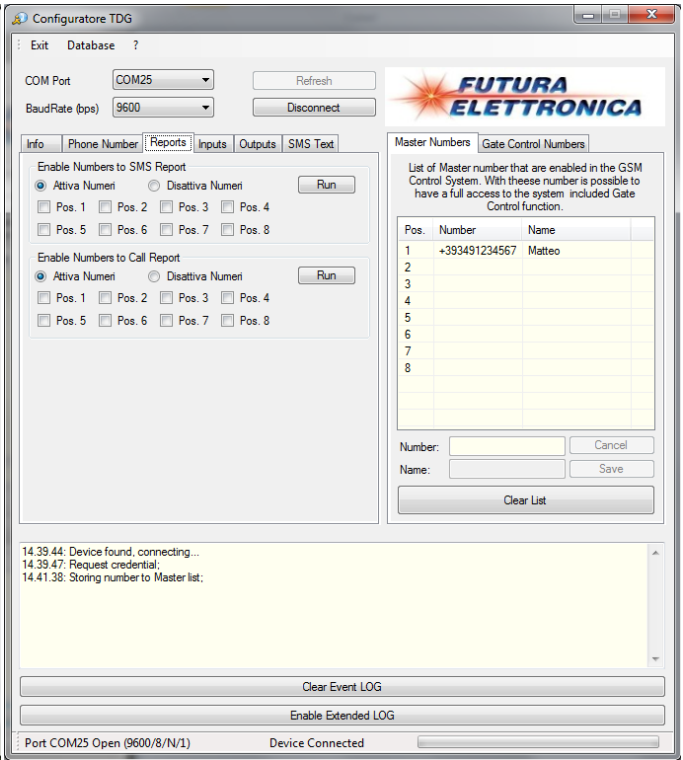 Configuratore TDG
Exit Database ?
COM Port COM25 Refresh
BaudRate (bps) 9600 Disconnect
FUTURA
ELETTRONICA
Info Phone Number Reports Inputs Outputs SMS Text
Enable Numbers to SMS Report
Attiva Numeri Disattiva Numeri Run
Pos. 1 Pos. 2 Pos. 3 Pos. 4
Pos. 5 Pos. 6 Pos. 7 Pos. 8
Enable Numbers to Call Report
Attiva Numeri Disattiva Numeri Run
Pos. 1 Pos. 2 Pos. 3 Pos. 4
Pos. 5 Pos. 6 Pos. 7 Pos. 8
Master Numbers Gate Control Numbers
List of Master number that are enabled in the GSM
Control System. With theese number is possible to
have a full access to the system included Gate
Control function.
Pos. Number Name
1 +393491234567 Matteo
2
3
4
5
6
7
8
Number: Cancel
Name: Save
Clear List
14.39.44: Device found, connecting...
14.39.47: Request credential;
14.41.38: Storing number to Master list;
Clear Event LOG
Enable Extended LOG
Port COM25 Open (9600/8/N/1) Device Connected